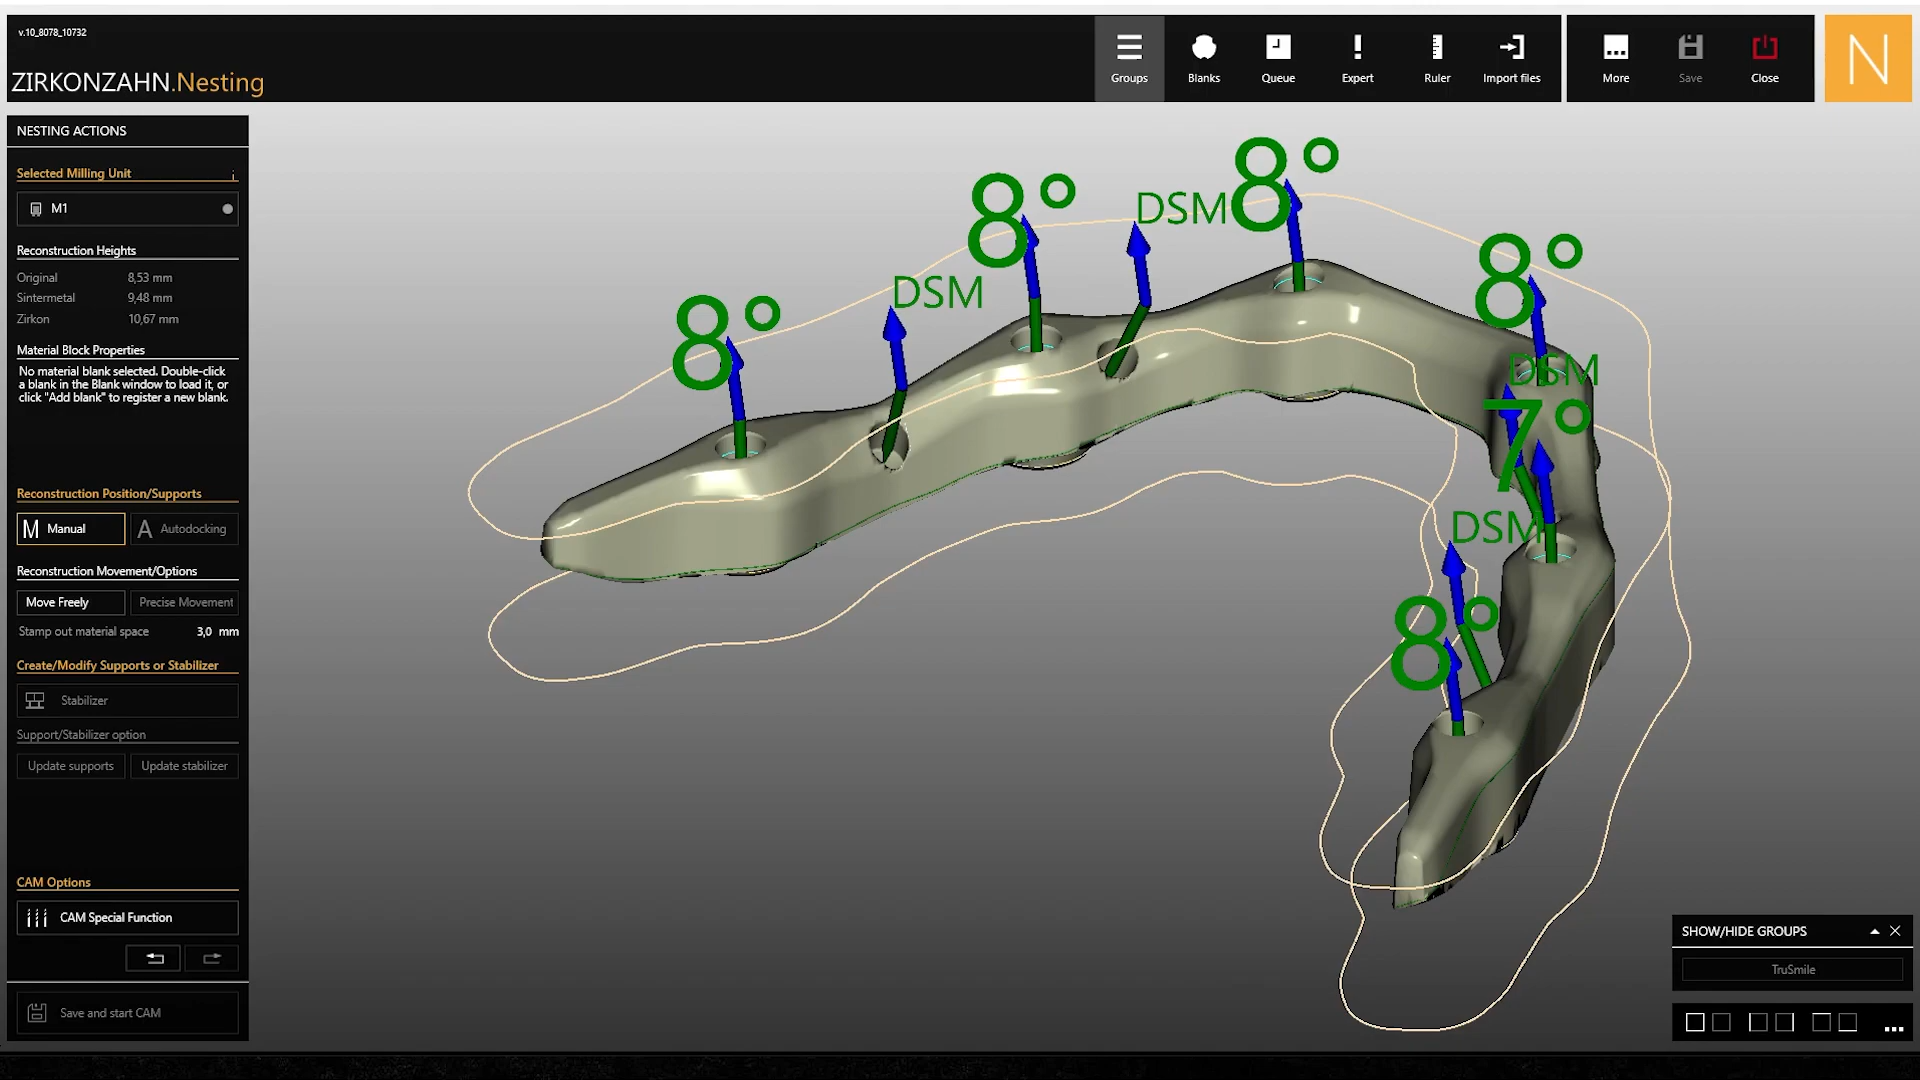 v.10_8078_10732
ZIRKONZAHN.Nesting
Groups
Blanks
Queue
Expert
Ruler
Import files
More
Save
Close
N
NESTING ACTIONS
Selected Milling Unit i
M1
Reconstruction Heights
Original 8,53 mm
Sintermetal 9,48 mm
Zirkon 10,67 mm
Material Block Properties
No material blank selected. Double-click
a blank in the Blank window to load it, or
click "Add blank" to register a new blank.
Reconstruction Position/Supports
M Manual
A Autodocking
Reconstruction Movement/Options
Move Freely
Precise Movement
Stamp out material space 3,0 mm
Create/Modify Supports or Stabilizer
Stabilizer
Support/Stabilizer option
Update supports
Update stabilizer
CAM Options
CAM Special Function
Save and start CAM
8°
DSM
8°
DSM
8°
8°
DSM
7°
DSM
8°
SHOW/HIDE GROUPS
TruSmile